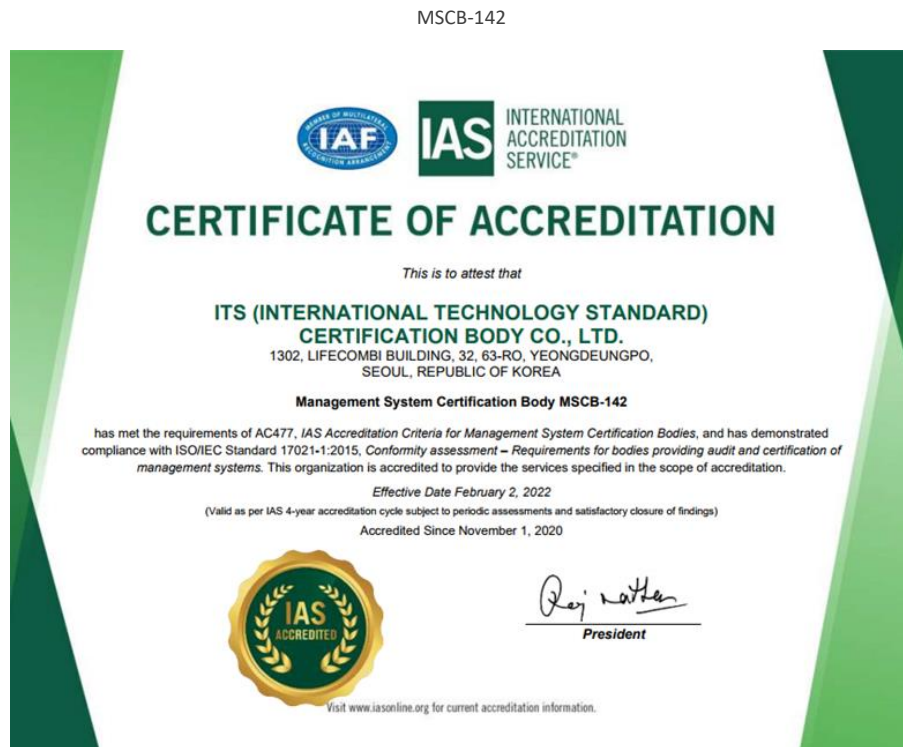 MSCB-142
MEMBER OF MULTILATERAL
IAF
RECOGNITION ARRANGEMENT
IAS
INTERNATIONAL
ACCREDITATION
SERVICE®
CERTIFICATE OF ACCREDITATION
This is to attest that
ITS (INTERNATIONAL TECHNOLOGY STANDARD)
CERTIFICATION BODY CO., LTD.
1302, LIFECOMBI BUILDING, 32, 63-RO, YEONGDEUNGPO,
SEOUL, REPUBLIC OF KOREA
Management System Certification Body MSCB-142
has met the requirements of AC477, IAS Accreditation Criteria for Management System Certification Bodies, and has demonstrated
compliance with ISO/IEC Standard 17021-1:2015, Conformity assessment – Requirements for bodies providing audit and certification of
management systems. This organization is accredited to provide the services specified in the scope of accreditation.
Effective Date February 2, 2022
(Valid as per IAS 4-year accreditation cycle subject to periodic assessments and satisfactory closure of findings)
Accredited Since November 1, 2020
IAS
ACCREDITED
Raj Nathan
President
Visit www.iasonline.org for current accreditation information.